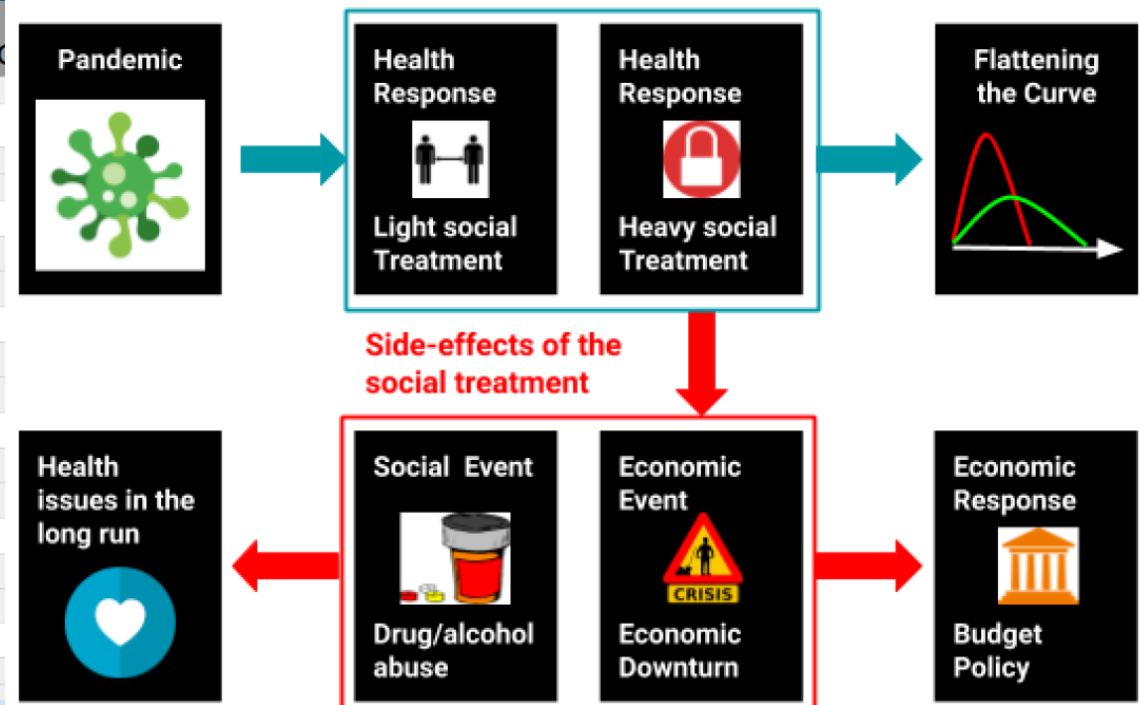 Pandemic
Health
Response
Light social
Treatment
Health
Response
Heavy social
Treatment
Flattening
the Curve
Side-effects of the
social treatment
Health
issues in the
long run
Social Event
Drug/alcohol
abuse
Economic
Event
CRISIS
Economic
Downturn
Economic
Response
Budget
Policy